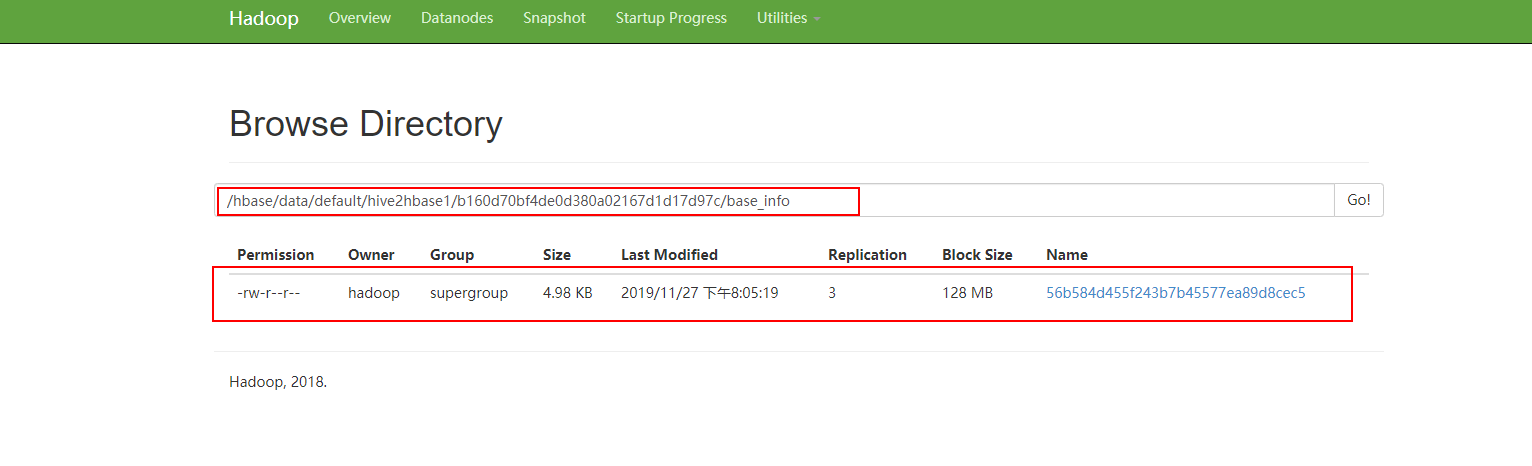 Hadoop Overview Datanodes Snapshot Startup Progress Utilities
Browse Directory
/hbase/data/default/hive2hbase1/b160d70bf4de0d380a02167d1d17d97c/base_info Go!
Permission Owner Group Size Last Modified Replication Block Size Name
-rw-r--r-- hadoop supergroup 4.98 KB 2019/11/27 下午8:05:19 3 128 MB 56b584d455f243b7b45577ea89d8cec5
Hadoop, 2018.